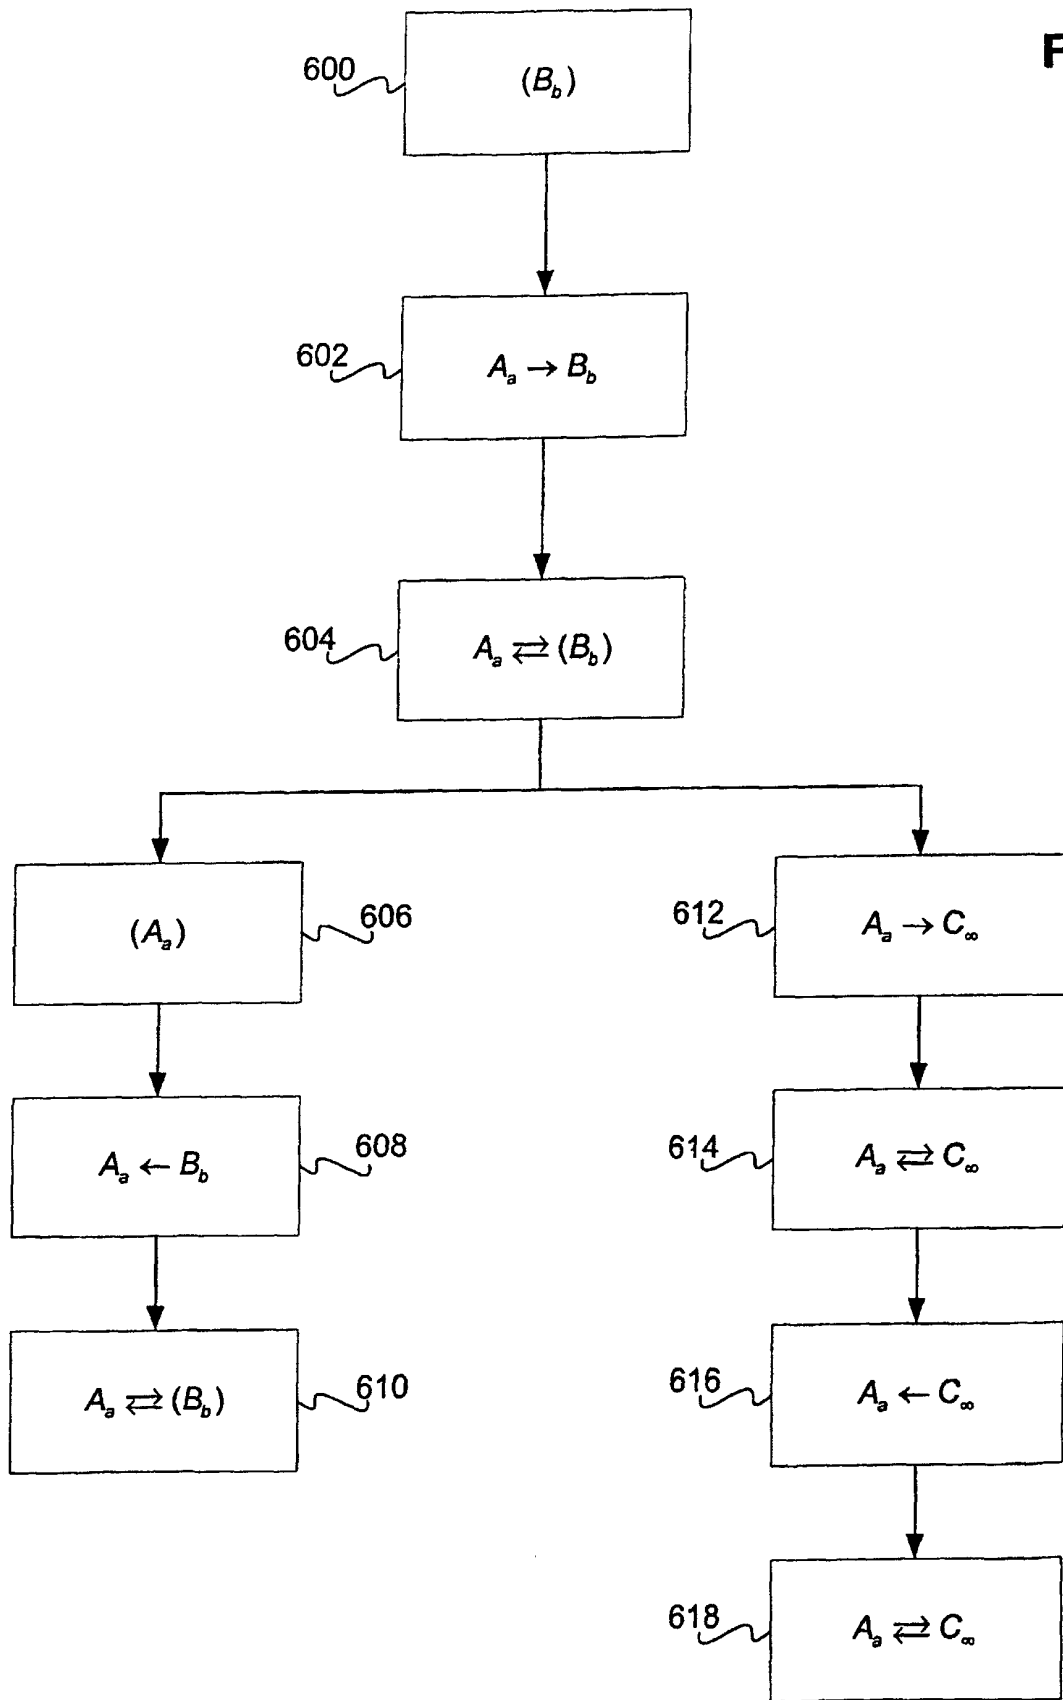 F
600
(B_b)
602
A_a → B_b
604
A_a ⇄ (B_b)
(A_a)
606
612
A_a → C_∞
A_a ← B_b
608
614
A_a ⇄ C_∞
A_a ⇄ (B_b)
610
616
A_a ← C_∞
618
A_a ⇄ C_∞